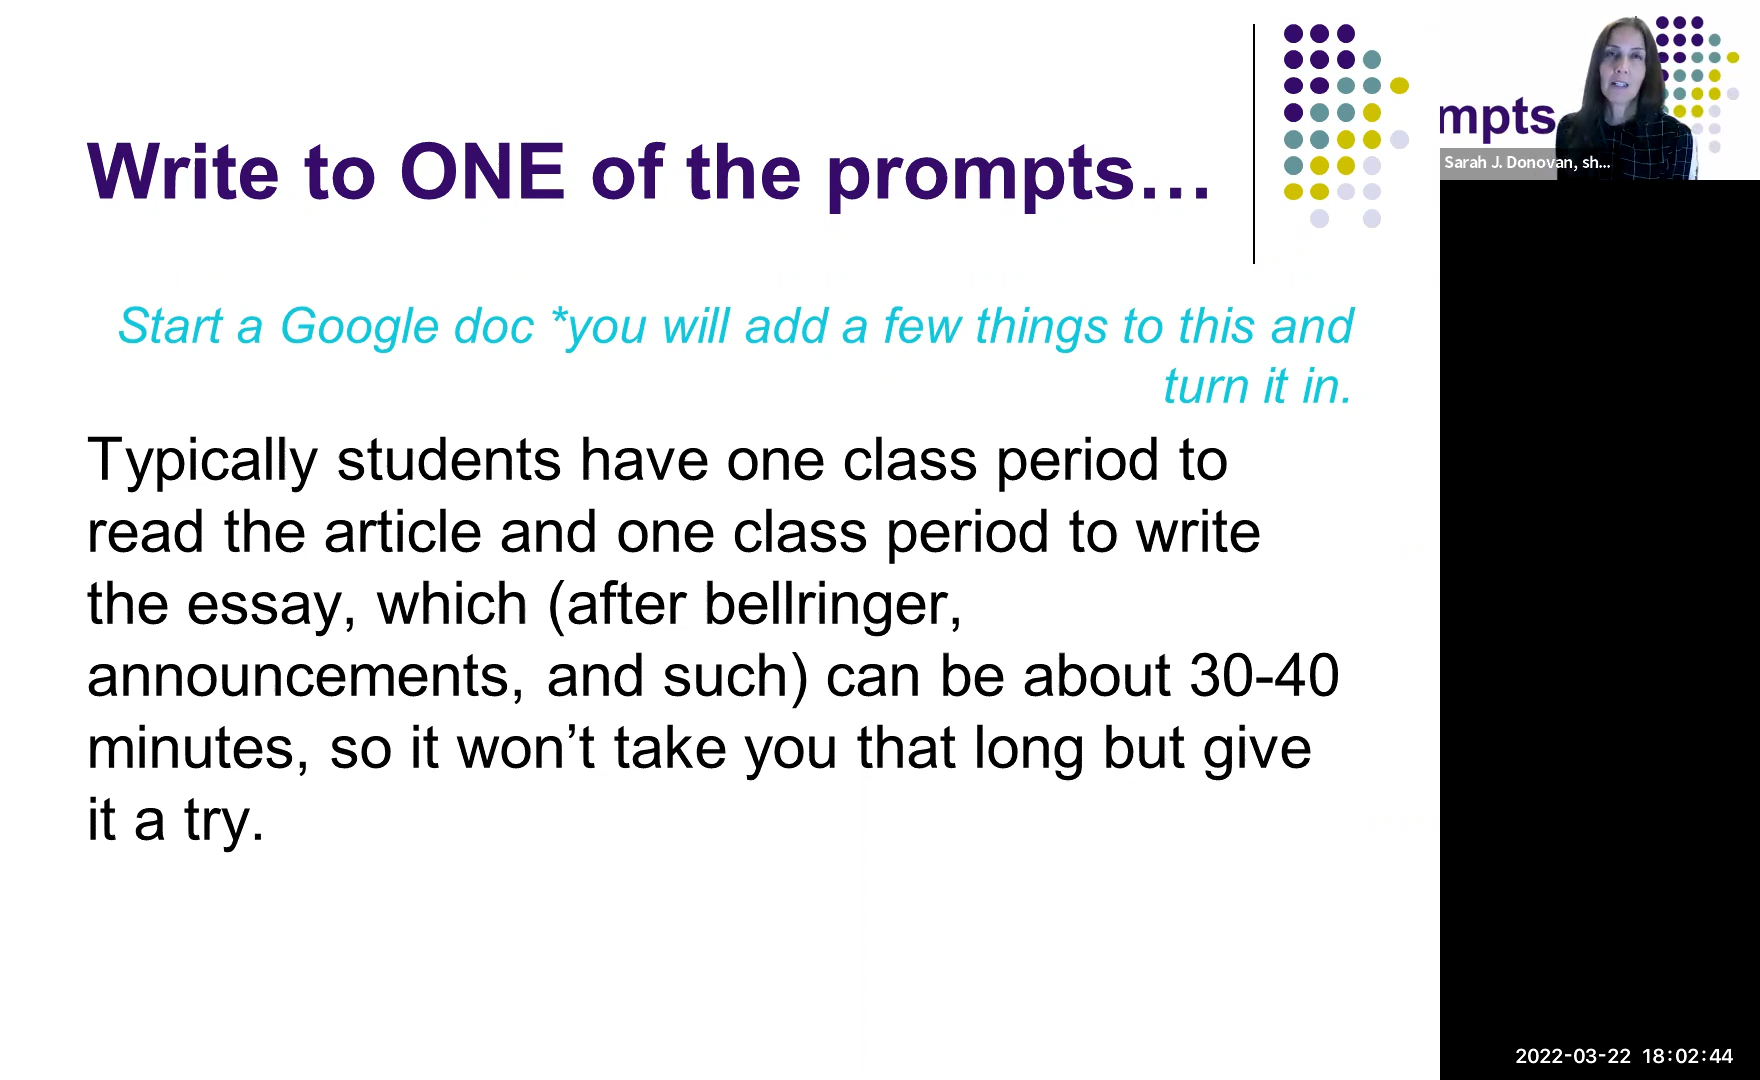 Write to ONE of the prompts…
Start a Google doc *you will add a few things to this and
turn it in.
Typically students have one class period to
read the article and one class period to write
the essay, which (after bellringer,
announcements, and such) can be about 30-40
minutes, so it won’t take you that long but give
it a try.
mpts
Sarah J. Donovan, sh...
2022-03-22 18:02:44